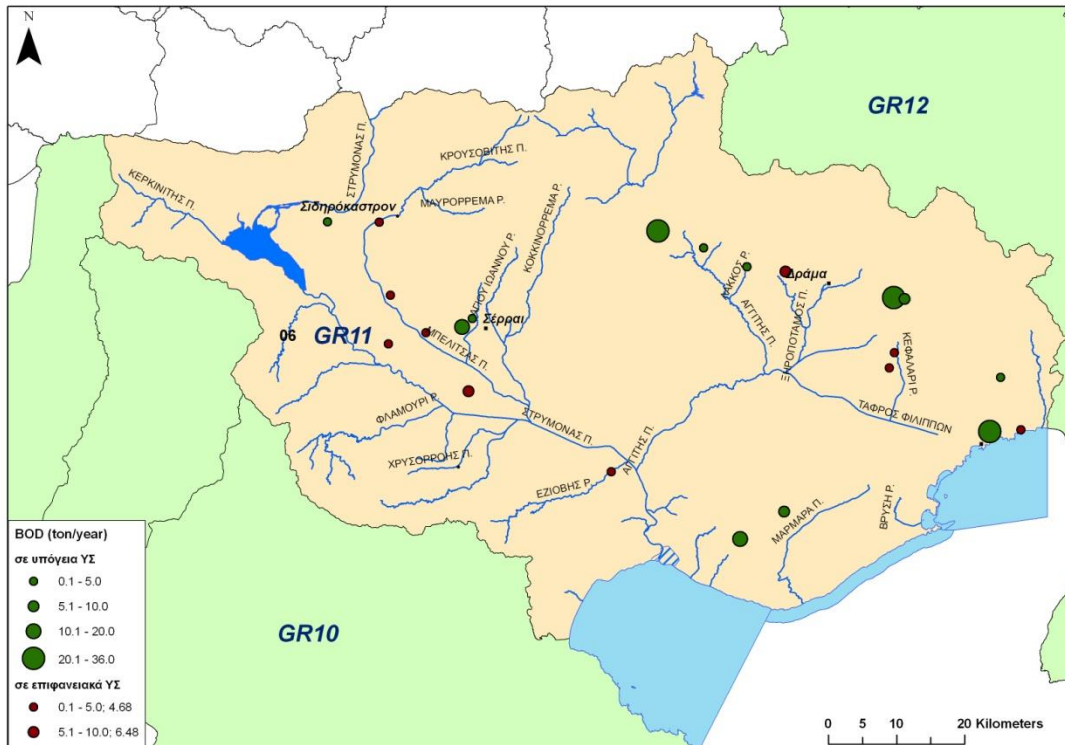 N
GR12
ΚΡΟΥΣΟΒΙΤΗΣ Π.
ΣΤΡΥΜΟΝΑΣ Π.
ΚΕΡΚΙΝΙΤΗΣ Π.
Σιδηρόκαστρον
ΜΑΥΡΟΡΡΕΜΑ Ρ.
ΚΟΚΚΙΝΟΡΡΕΜΑ Ρ.
ΑΓΙΟΥ ΙΩΑΝΝΟΥ Ρ.
ΛΑΚΚΟΣ Ρ.
Δράμα
ΑΓΓΙΤΗΣ Π.
ΞΗΡΟΠΟΤΑΜΟΣ Π.
Σέρραι
06 GR11
ΜΠΕΛΙΤΣΑΣ Π.
ΚΕΦΑΛΑΡΙ Ρ.
ΦΛΑΜΟΥΡΙ Ρ.
ΣΤΡΥΜΟΝΑΣ Π.
ΤΑΦΡΟΣ ΦΙΛΙΠΠΩΝ
ΑΓΓΙΤΗΣ Π.
ΧΡΥΣΟΡΡΟΗΣ Π.
ΕΖΙΟΒΗΣ Ρ.
ΜΑΡΜΑΡΑ Π.
ΒΡΥΣΗ Ρ.
GR10
BOD (ton/year)
σε υπόγεια ΥΣ
0.1 - 5.0
5.1 - 10.0
10.1 - 20.0
20.1 - 36.0
σε επιφανειακά ΥΣ
0.1 - 5.0; 4.68
5.1 - 10.0; 6.48
0 5 10 20 Kilometers